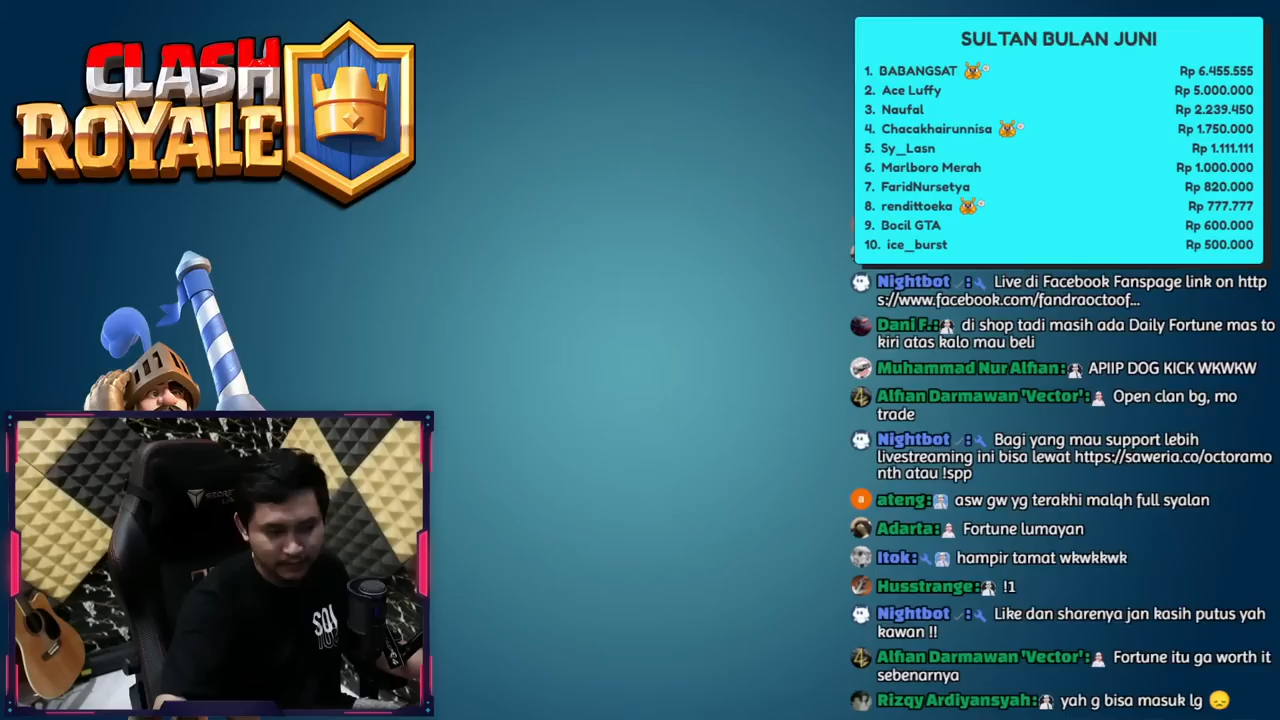 CLASH
ROYALE
SULTAN BULAN JUNI
1. BABANGSAT Rp 6.455.555
2. Ace Luffy Rp 5.000.000
3. Naufal Rp 2.239.450
4. Chacakhairunnisa Rp 1.750.000
5. Sy_Lasn Rp 1.111.111
6. Marlboro Merah Rp 1.000.000
7. FaridNursetya Rp 820.000
8. rendittoeka Rp 777.777
9. Bocil GTA Rp 600.000
10. ice_burst Rp 500.000
Nightbot : Live di Facebook Fanspage link on http
s://www.facebook.com/fandraoctoof...
Dani F.: di shop tadi masih ada Daily Fortune mas to
kiri atas kalo mau beli
Muhammad Nur Alfian: APIIP DOG KICK WKWKW
Alfian Darmawan 'Vector': Open clan bg, mo
trade
Nightbot : Bagi yang mau support lebih
livestreaming ini bisa lewat https://saweria.co/octoramo
nth atau !spp
a ateng: asw gw yg terakhi malqh full syalan
Adarta: Fortune lumayan
Itok: hampir tamat wkwkkwk
Husstrange: !1
Nightbot : Like dan sharenya jan kasih putus yah
kawan !!
Alfian Darmawan 'Vector': Fortune itu ga worth it
sebenarnya
Rizqy Ardiyansyah: yah g bisa masuk lg